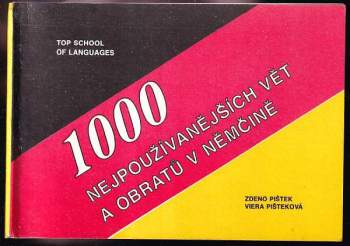 TOP SCHOOL
OF LANGUAGES
1000
NEJPOUŽÍVANĚJŠÍCH VĚT
A OBRATŮ V NĚMČINĚ
ZDENO PIŠTEK
VIERA PIŠTEKOVÁ